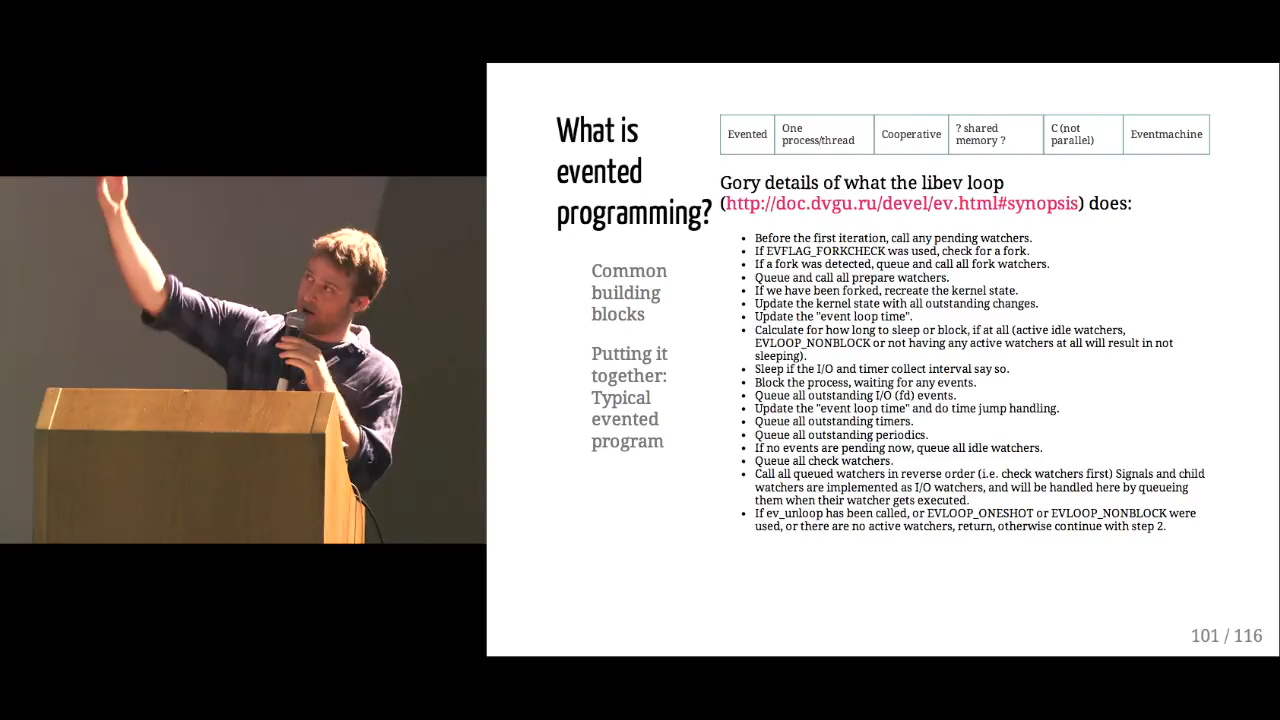 What is
evented
programming?
Common
building
blocks
Putting it
together:
Typical
evented
program
Evented
One
process/thread
Cooperative
? shared
memory ?
C (not
parallel)
Eventmachine
Gory details of what the libev loop
(http://doc.dvgu.ru/devel/ev.html#synopsis) does:
• Before the first iteration, call any pending watchers.
• If EVFLAG_FORKCHECK was used, check for a fork.
• If a fork was detected, queue and call all fork watchers.
• Queue and call all prepare watchers.
• If we have been forked, recreate the kernel state.
• Update the kernel state with all outstanding changes.
• Update the "event loop time".
• Calculate for how long to sleep or block, if at all (active idle watchers,
EVLOOP_NONBLOCK or not having any active watchers at all will result in not
sleeping).
• Sleep if the I/O and timer collect interval say so.
• Block the process, waiting for any events.
• Queue all outstanding I/O (fd) events.
• Update the "event loop time" and do time jump handling.
• Queue all outstanding timers.
• Queue all outstanding periodics.
• If no events are pending now, queue all idle watchers.
• Queue all check watchers.
• Call all queued watchers in reverse order (i.e. check watchers first) Signals and child
watchers are implemented as I/O watchers, and will be handled here by queueing
them when their watcher gets executed.
• If ev_unloop has been called, or EVLOOP_ONESHOT or EVLOOP_NONBLOCK were
used, or there are no active watchers, return, otherwise continue with step 2.
101 / 116